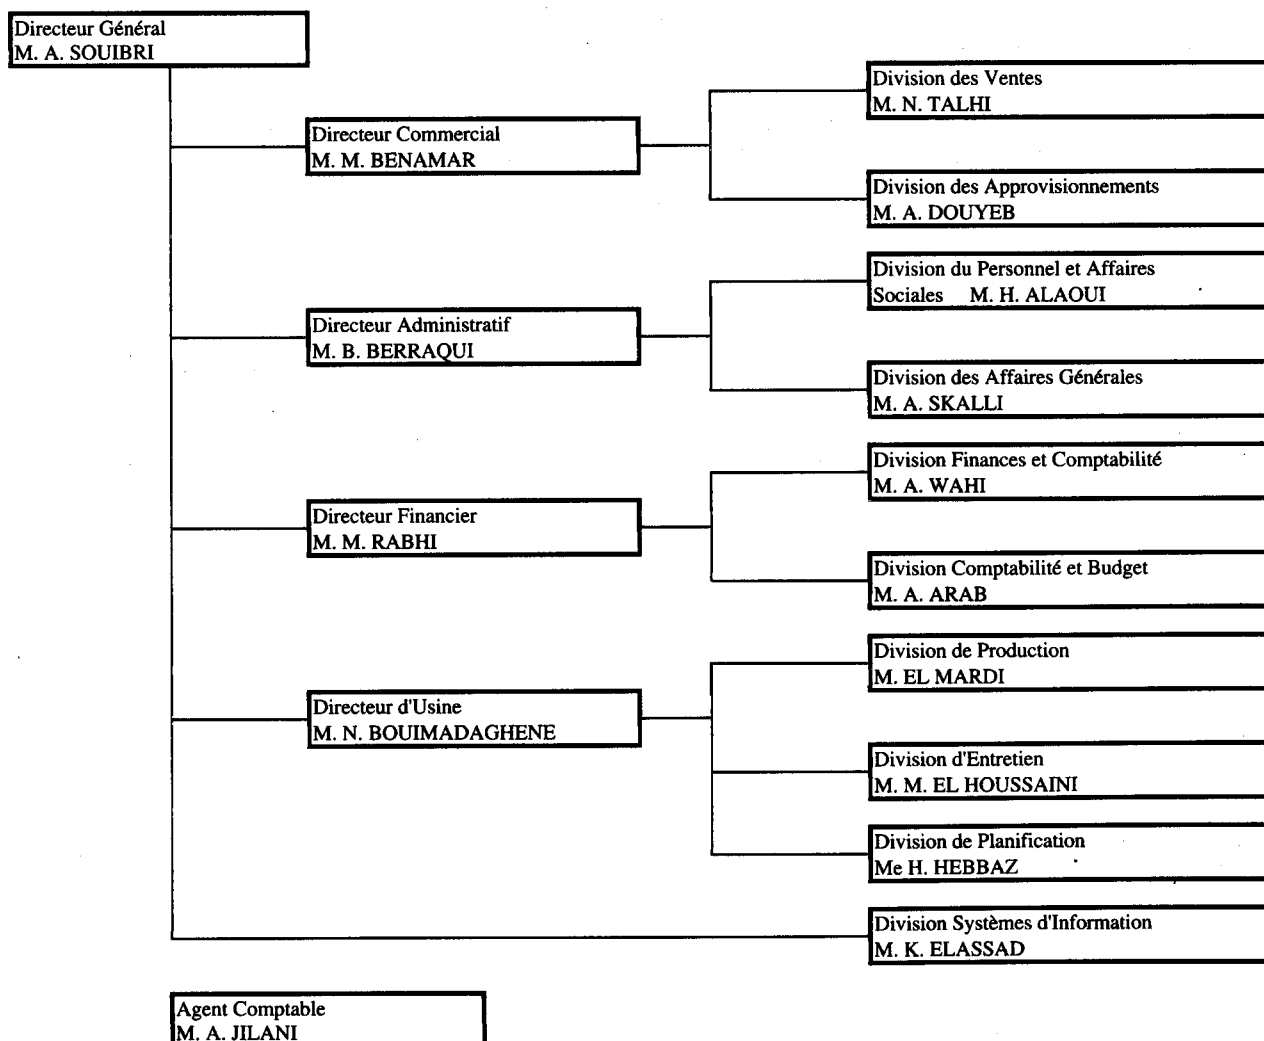 Directeur Général
M. A. SOUIBRI
Division des Ventes
M. N. TALHI
Directeur Commercial
M. M. BENAMAR
Division des Approvisionnements
M. A. DOUYEB
Division du Personnel et Affaires
Sociales M. H. ALAOUI
Directeur Administratif
M. B. BERRAQUI
Division des Affaires Générales
M. A. SKALLI
Division Finances et Comptabilité
M. A. WAHI
Directeur Financier
M. M. RABHI
Division Comptabilité et Budget
M. A. ARAB
Division de Production
M. EL MARDI
Directeur d'Usine
M. N. BOUIMADAGHENE
Division d'Entretien
M. M. EL HOUSSAINI
Division de Planification
Me H. HEBBAZ
Division Systèmes d'Information
M. K. ELASSAD
Agent Comptable
M. A. JILANI